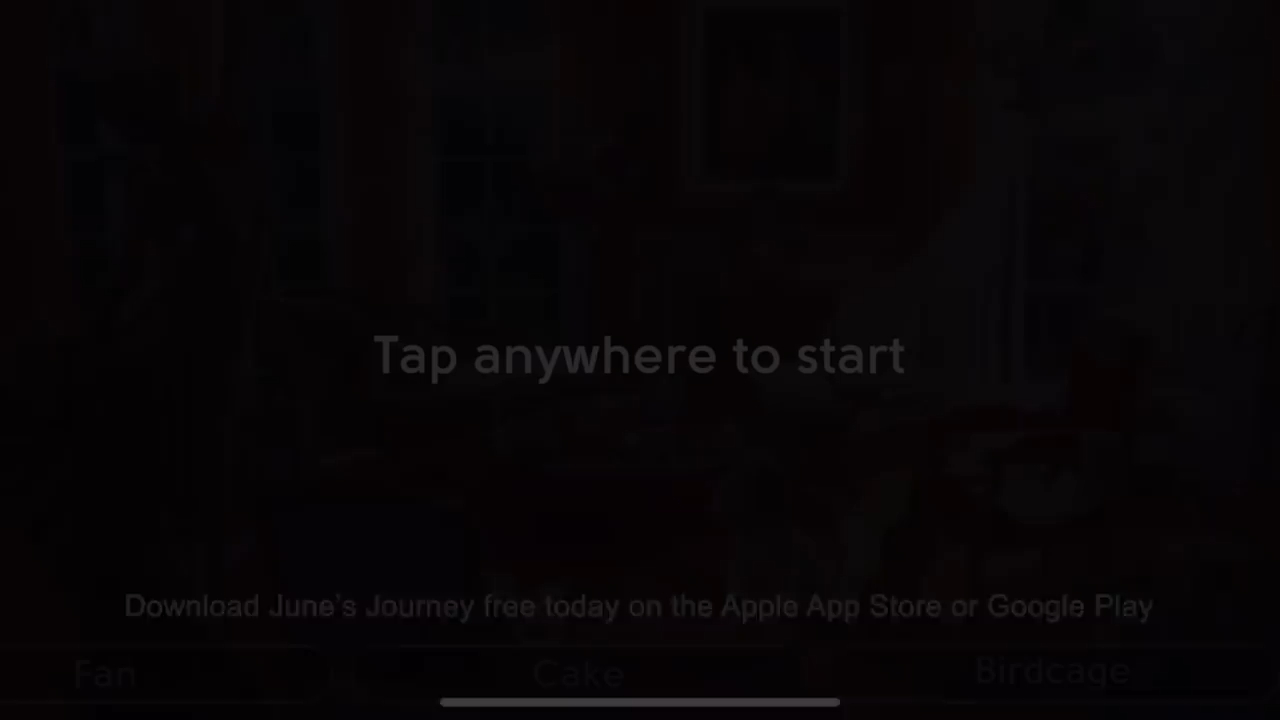 Tap anywhere to start
Download June's Journey free today on the Apple App Store or Google Play
Fan
Cake
Birdcage